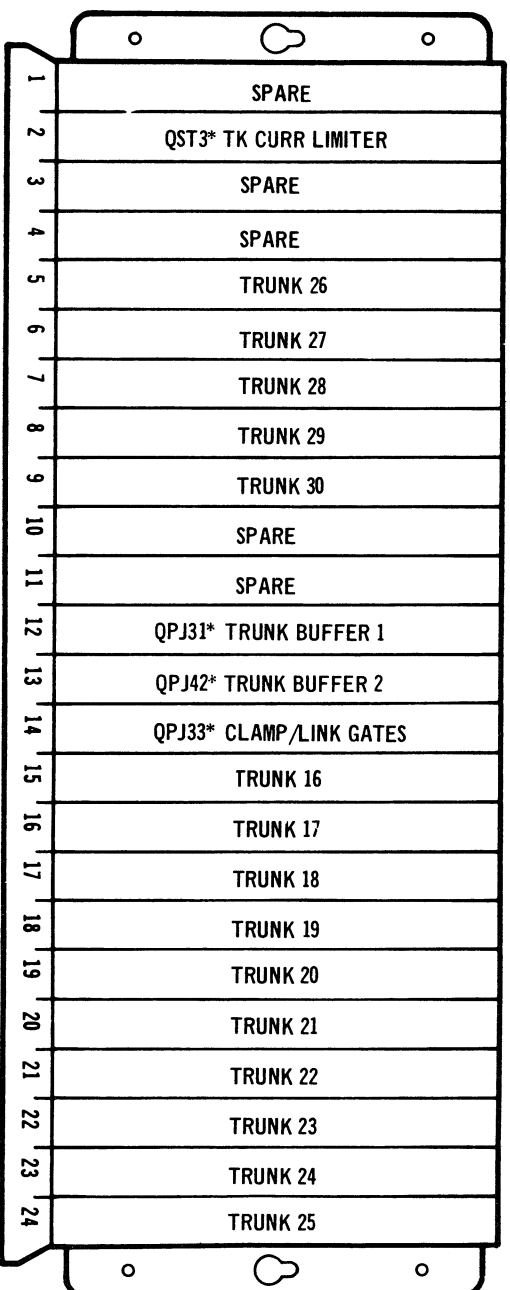 1 SPARE
2 QST3* TK CURR LIMITER
3 SPARE
4 SPARE
5 TRUNK 26
6 TRUNK 27
7 TRUNK 28
8 TRUNK 29
9 TRUNK 30
10 SPARE
11 SPARE
12 QPJ31* TRUNK BUFFER 1
13 QPJ42* TRUNK BUFFER 2
14 QPJ33* CLAMP/LINK GATES
15 TRUNK 16
16 TRUNK 17
17 TRUNK 18
18 TRUNK 19
19 TRUNK 20
20 TRUNK 21
21 TRUNK 22
22 TRUNK 23
23 TRUNK 24
24 TRUNK 25